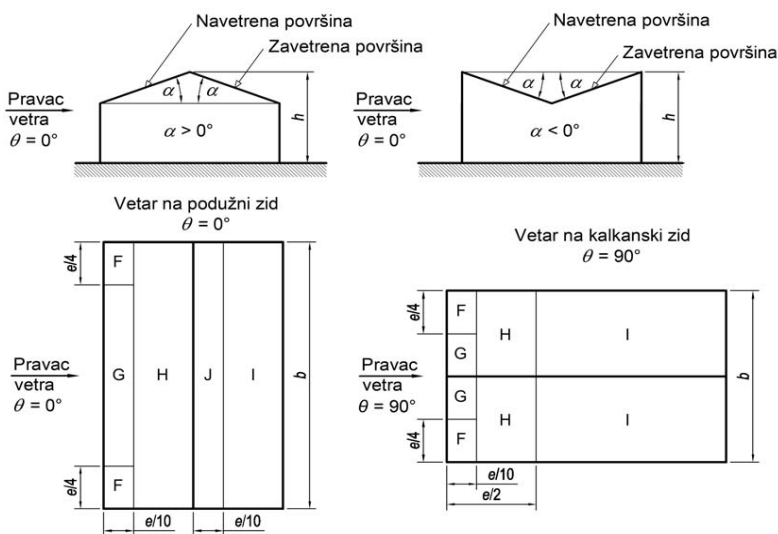 Navetrena površina
Zavetrena površina
Pravac
vetra
θ = 0°
α
α
α > 0°
h
Navetrena površina
Zavetrena površina
Pravac
vetra
θ = 0°
α
α
α < 0°
h
Vetar na podužni zid
θ = 0°
e/4
F
Pravac
vetra
θ = 0°
G
H
J
I
b
e/4
F
e/10
e/10
Vetar na kalkanski zid
θ = 90°
Pravac
vetra
θ = 90°
e/4
F
G
H
I
G
F
H
I
e/4
b
e/10
e/2